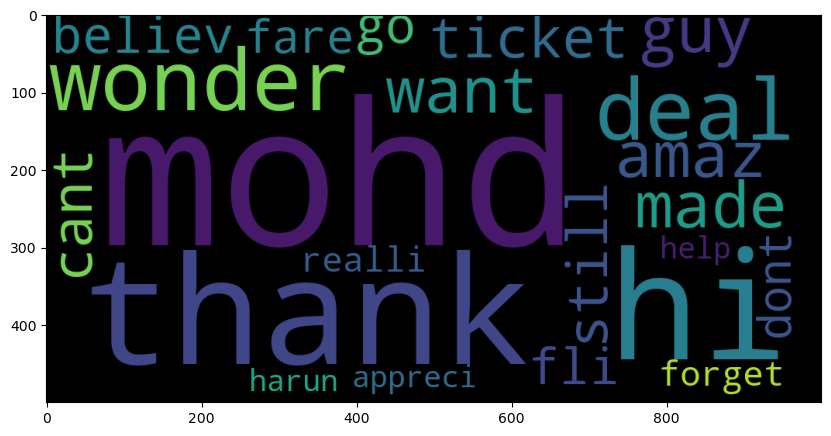 0
believ fare go ticket guy
wonder want deal
100
mohd amaz
200
cant still made
300
realli help dont
thank hi
400
harun appreci fli forget
0 200 400 600 800